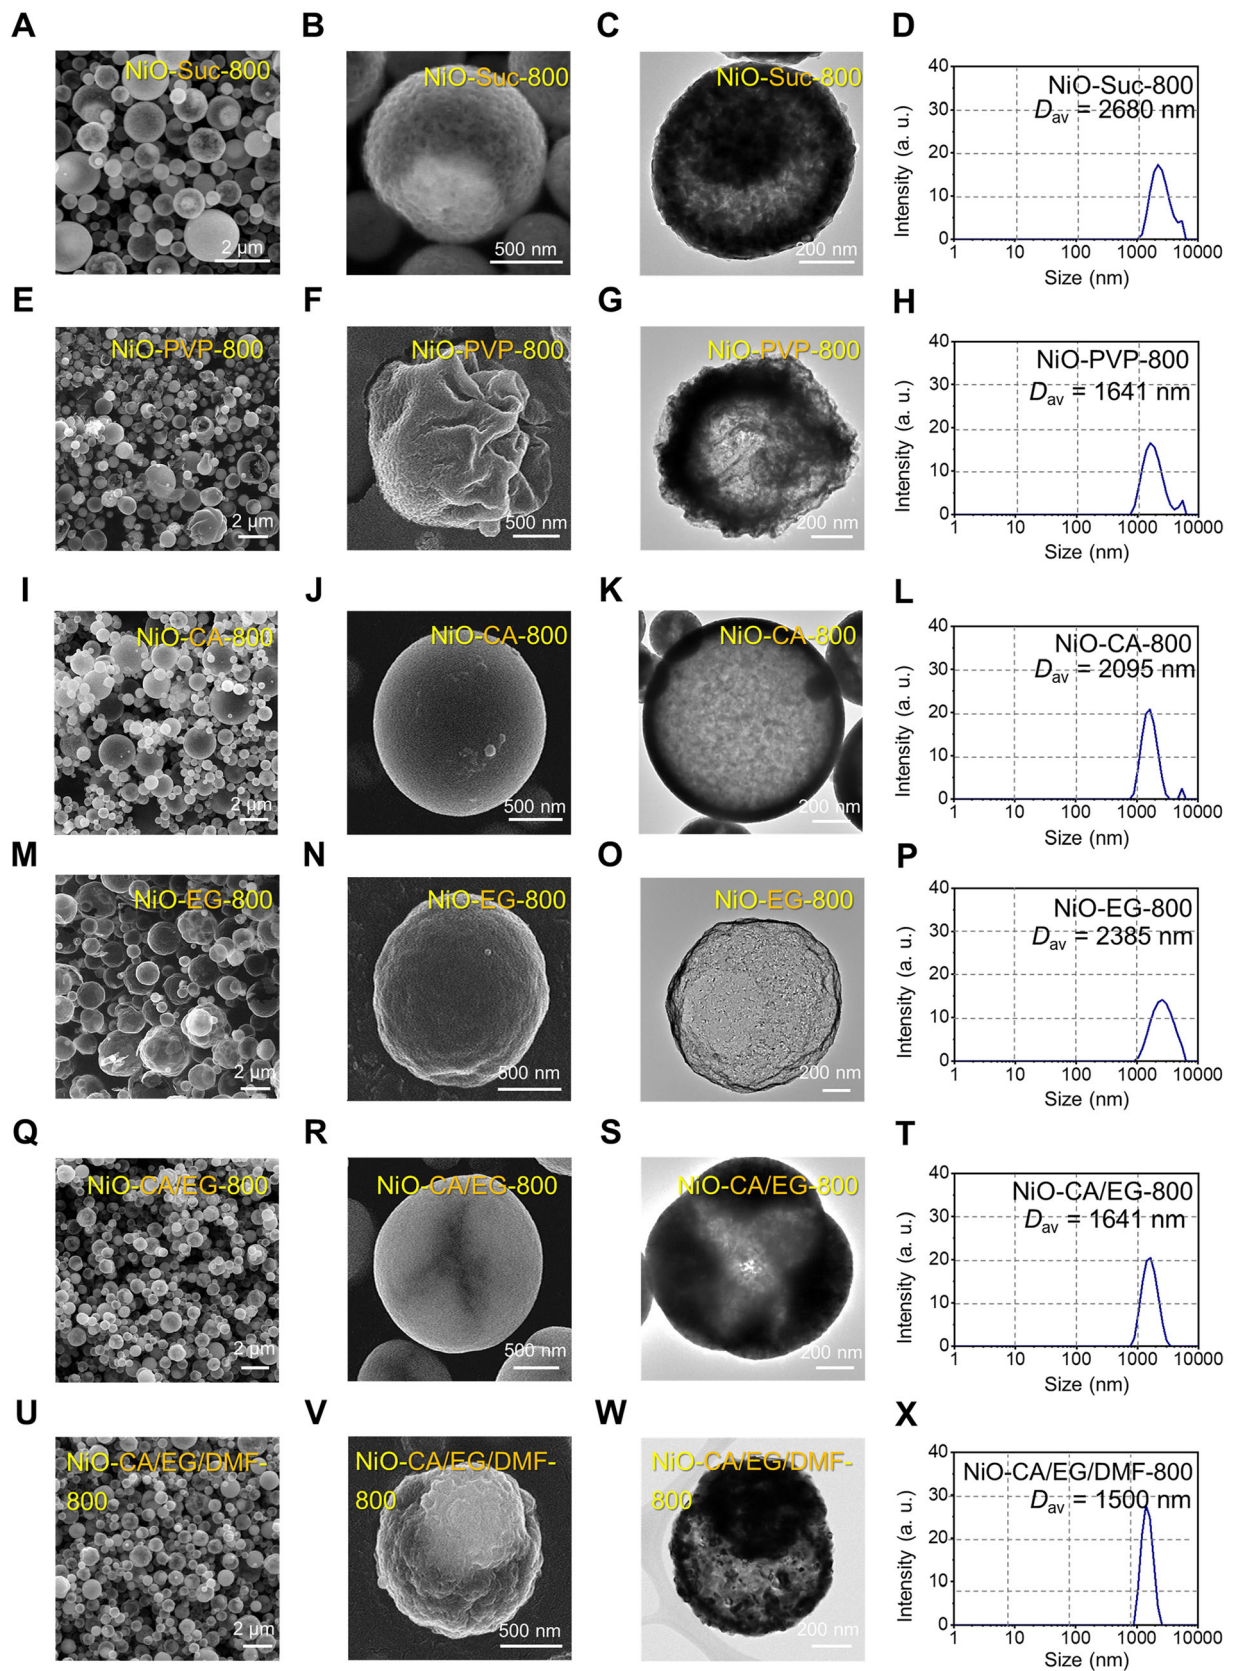 A
B
C
D
NiO-Suc-800
2 µm
NiO-Suc-800
500 nm
NiO-Suc-800
200 nm
NiO-Suc-800
Dav = 2680 nm
Intensity (a. u.)
40
30
20
10
0
1 10 100 1000 10000
Size (nm)
E
F
G
H
NiO-PVP-800
2 µm
NiO-PVP-800
500 nm
NiO-PVP-800
200 nm
NiO-PVP-800
Dav = 1641 nm
Intensity (a. u.)
40
30
20
10
0
1 10 100 1000 10000
Size (nm)
I
J
K
L
NiO-CA-800
2 µm
NiO-CA-800
500 nm
NiO-CA-800
200 nm
NiO-CA-800
Dav = 2095 nm
Intensity (a. u.)
40
30
20
10
0
1 10 100 1000 10000
Size (nm)
M
N
O
P
NiO-EG-800
2 µm
NiO-EG-800
500 nm
NiO-EG-800
200 nm
NiO-EG-800
Dav = 2385 nm
Intensity (a. u.)
40
30
20
10
0
1 10 100 1000 10000
Size (nm)
Q
R
S
T
NiO-CA/EG-800
2 µm
NiO-CA/EG-800
500 nm
NiO-CA/EG-800
200 nm
NiO-CA/EG-800
Dav = 1641 nm
Intensity (a. u.)
40
30
20
10
0
1 10 100 1000 10000
Size (nm)
U
V
W
X
NiO-CA/EG/DMF-
800
2 µm
NiO-CA/EG/DMF-
800
500 nm
NiO-CA/EG/DMF-
800
200 nm
NiO-CA/EG/DMF-800
Dav = 1500 nm
Intensity (a. u.)
40
30
20
10
0
1 10 100 1000 10000
Size (nm)